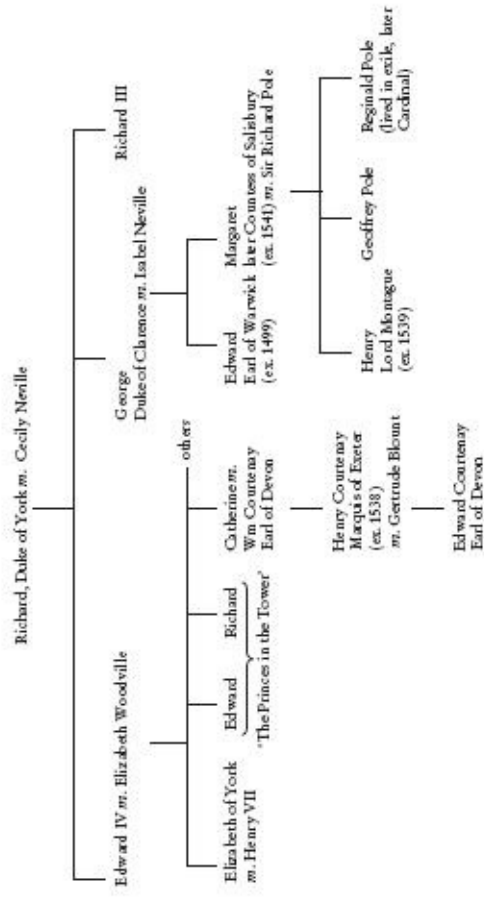 Richard, Duke of York m. Cecily Neville
Edward IV m. Elizabeth Woodville
George
Duke of Clarence m. Isabel Neville
Richard III
Elizabeth of York
m. Henry VII
Edward
Richard
'The Princes in the Tower'
Catherine m.
Wm Courtenay
Earl of Devon
others
Edward
Earl of Warwick
(ex. 1499)
Margaret
later Countess of Salisbury
(ex. 1541) m. Sir Richard Pole
Henry Courtenay
Marquis of Exeter
(ex. 1538)
m. Gertrude Blount
Henry
Lord Montague
(ex. 1539)
Geoffrey Pole
Reginald Pole
(lived in exile, later
Cardinal)
Edward Courtenay
Earl of Devon